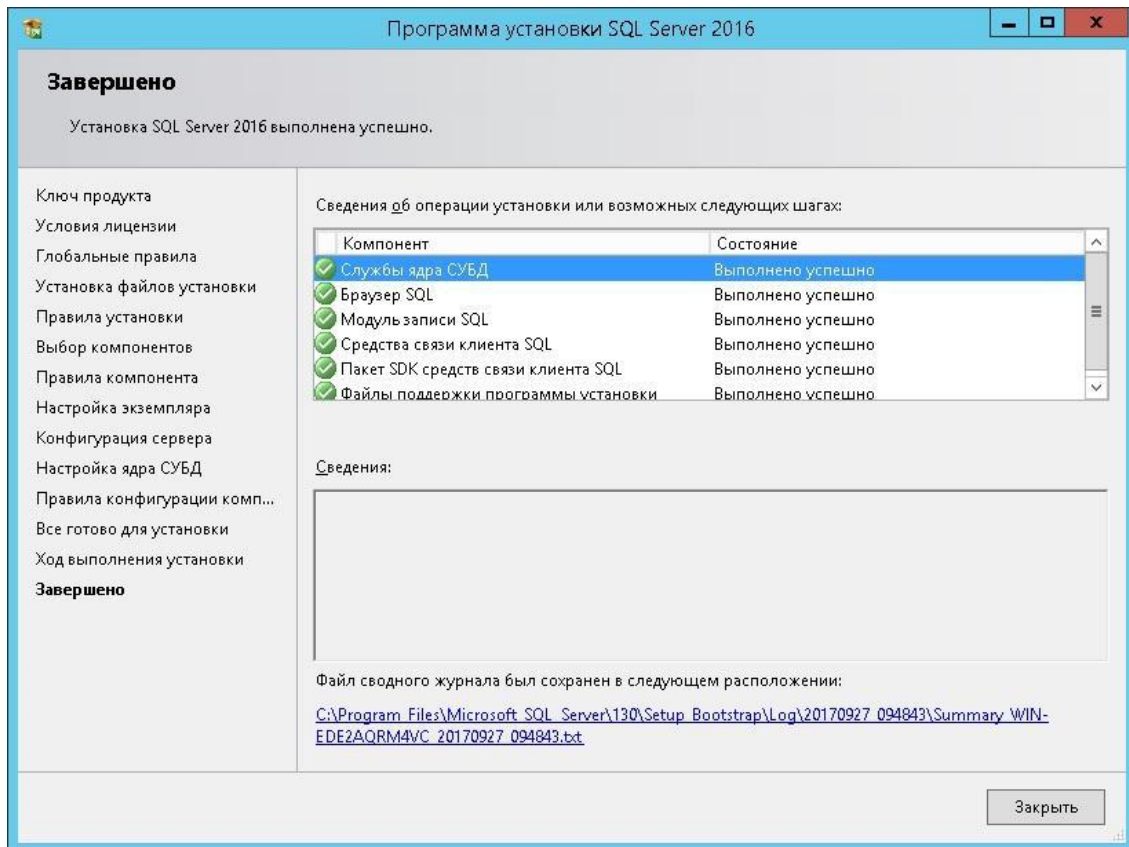 Программа установки SQL Server 2016
Завершено
Установка SQL Server 2016 выполнена успешно.
Ключ продукта
Условия лицензии
Глобальные правила
Установка файлов установки
Правила установки
Выбор компонентов
Правила компонента
Настройка экземпляра
Конфигурация сервера
Настройка ядра СУБД
Правила конфигурации комп...
Все готово для установки
Ход выполнения установки
Завершено
Сведения об операции установки или возможных следующих шагах:
Компонент Состояние
Службы ядра СУБД Выполнено успешно
Браузер SQL Выполнено успешно
Модуль записи SQL Выполнено успешно
Средства связи клиента SQL Выполнено успешно
Пакет SDK средств связи клиента SQL Выполнено успешно
Файлы поддержки программы установки Выполнено успешно
Сведения:
Файл сводного журнала был сохранен в следующем расположении:
C:\Program Files\Microsoft SQL Server\130\Setup Bootstrap\Log\20170927_094843\Summary_WIN-
EDE2AQRM4VC_20170927_094843.txt
Закрыть